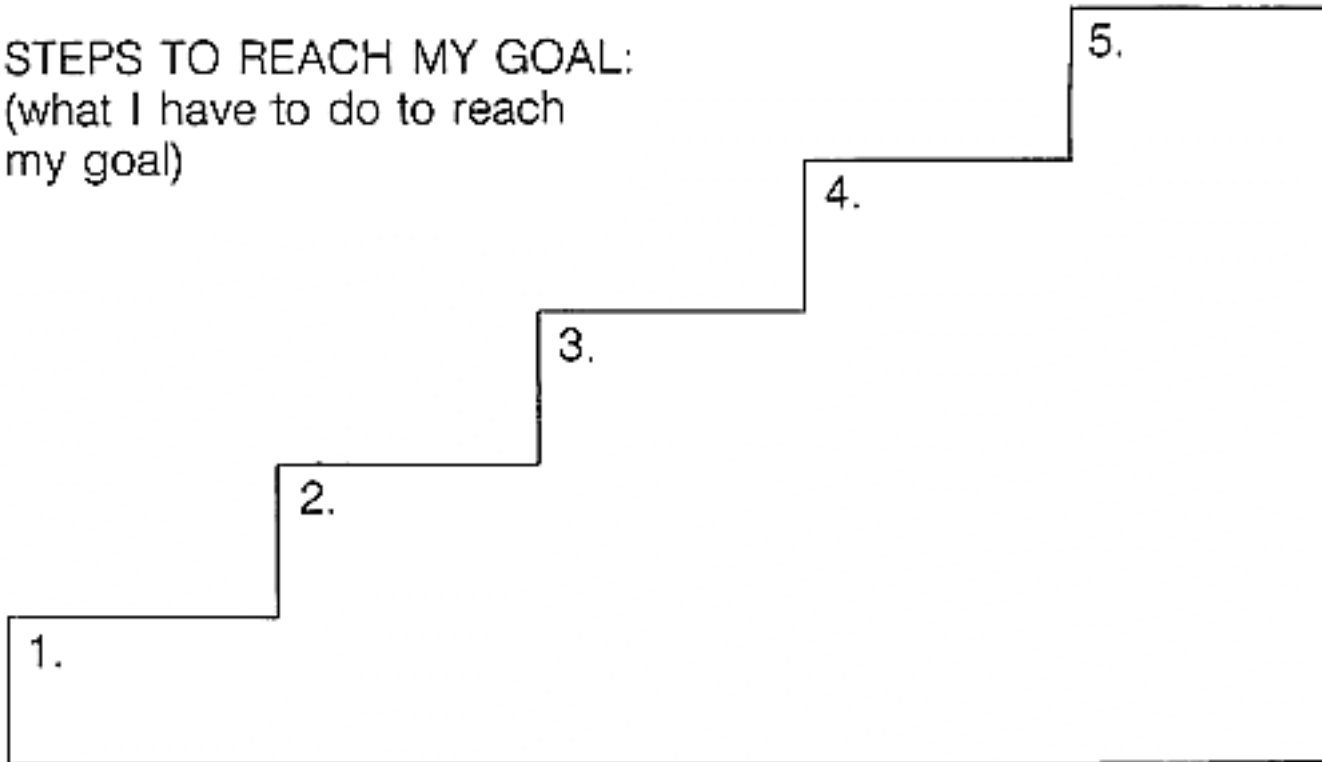 STEPS TO REACH MY GOAL:
(what I have to do to reach
my goal)
5.
4.
3.
2.
1.